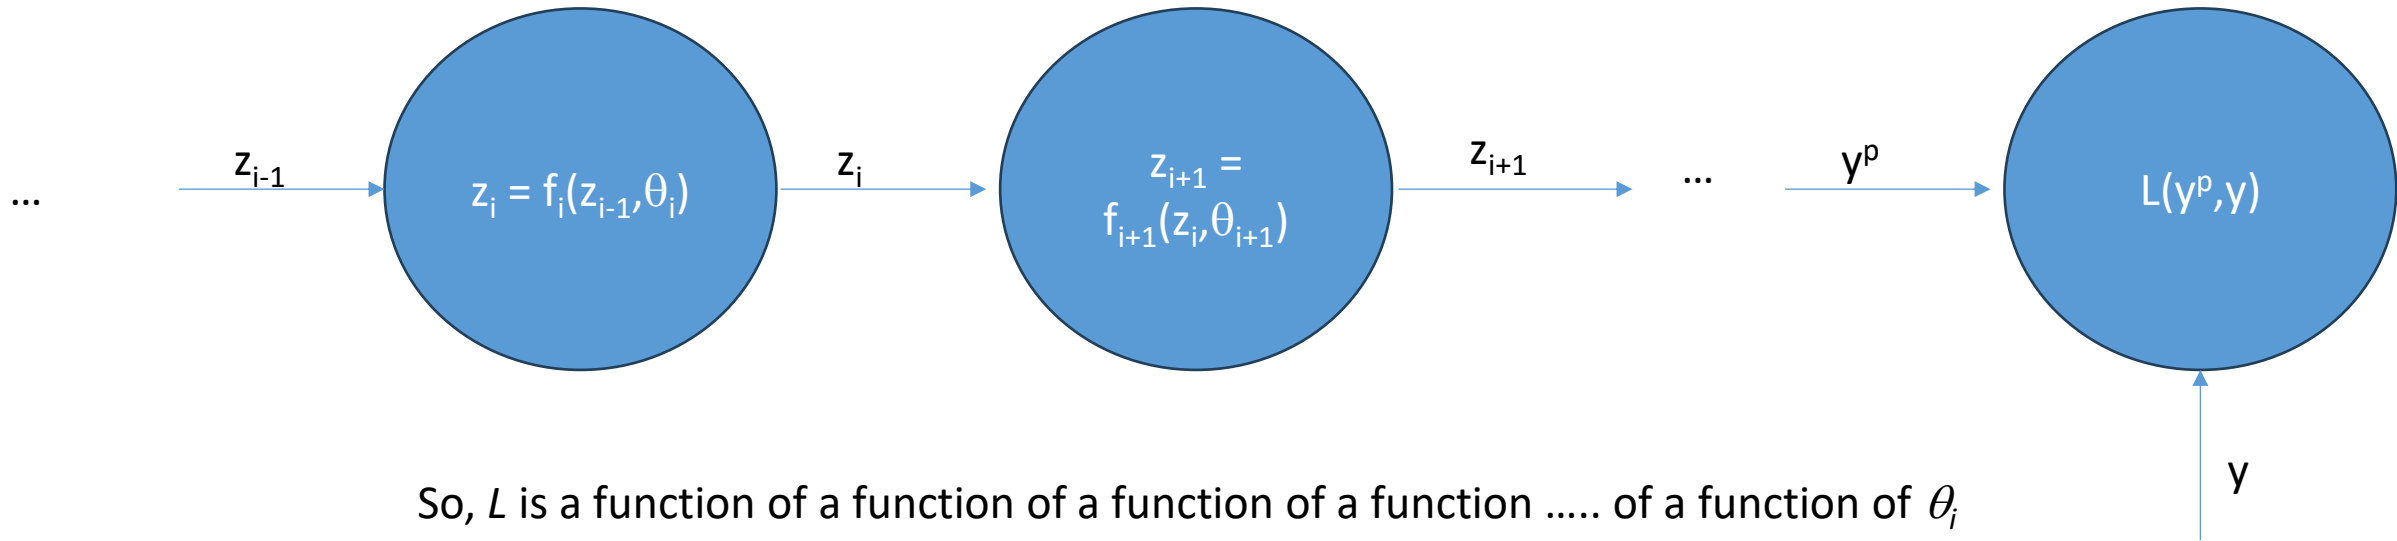 ...
z_{i-1}
z_i = f_i(z_{i-1},θ_i)
z_i
z_{i+1} =
f_{i+1}(z_i,θ_{i+1})
z_{i+1}
...
y^p
L(y^p,y)
y
So, L is a function of a function of a function of a function ..... of a function of θ_i